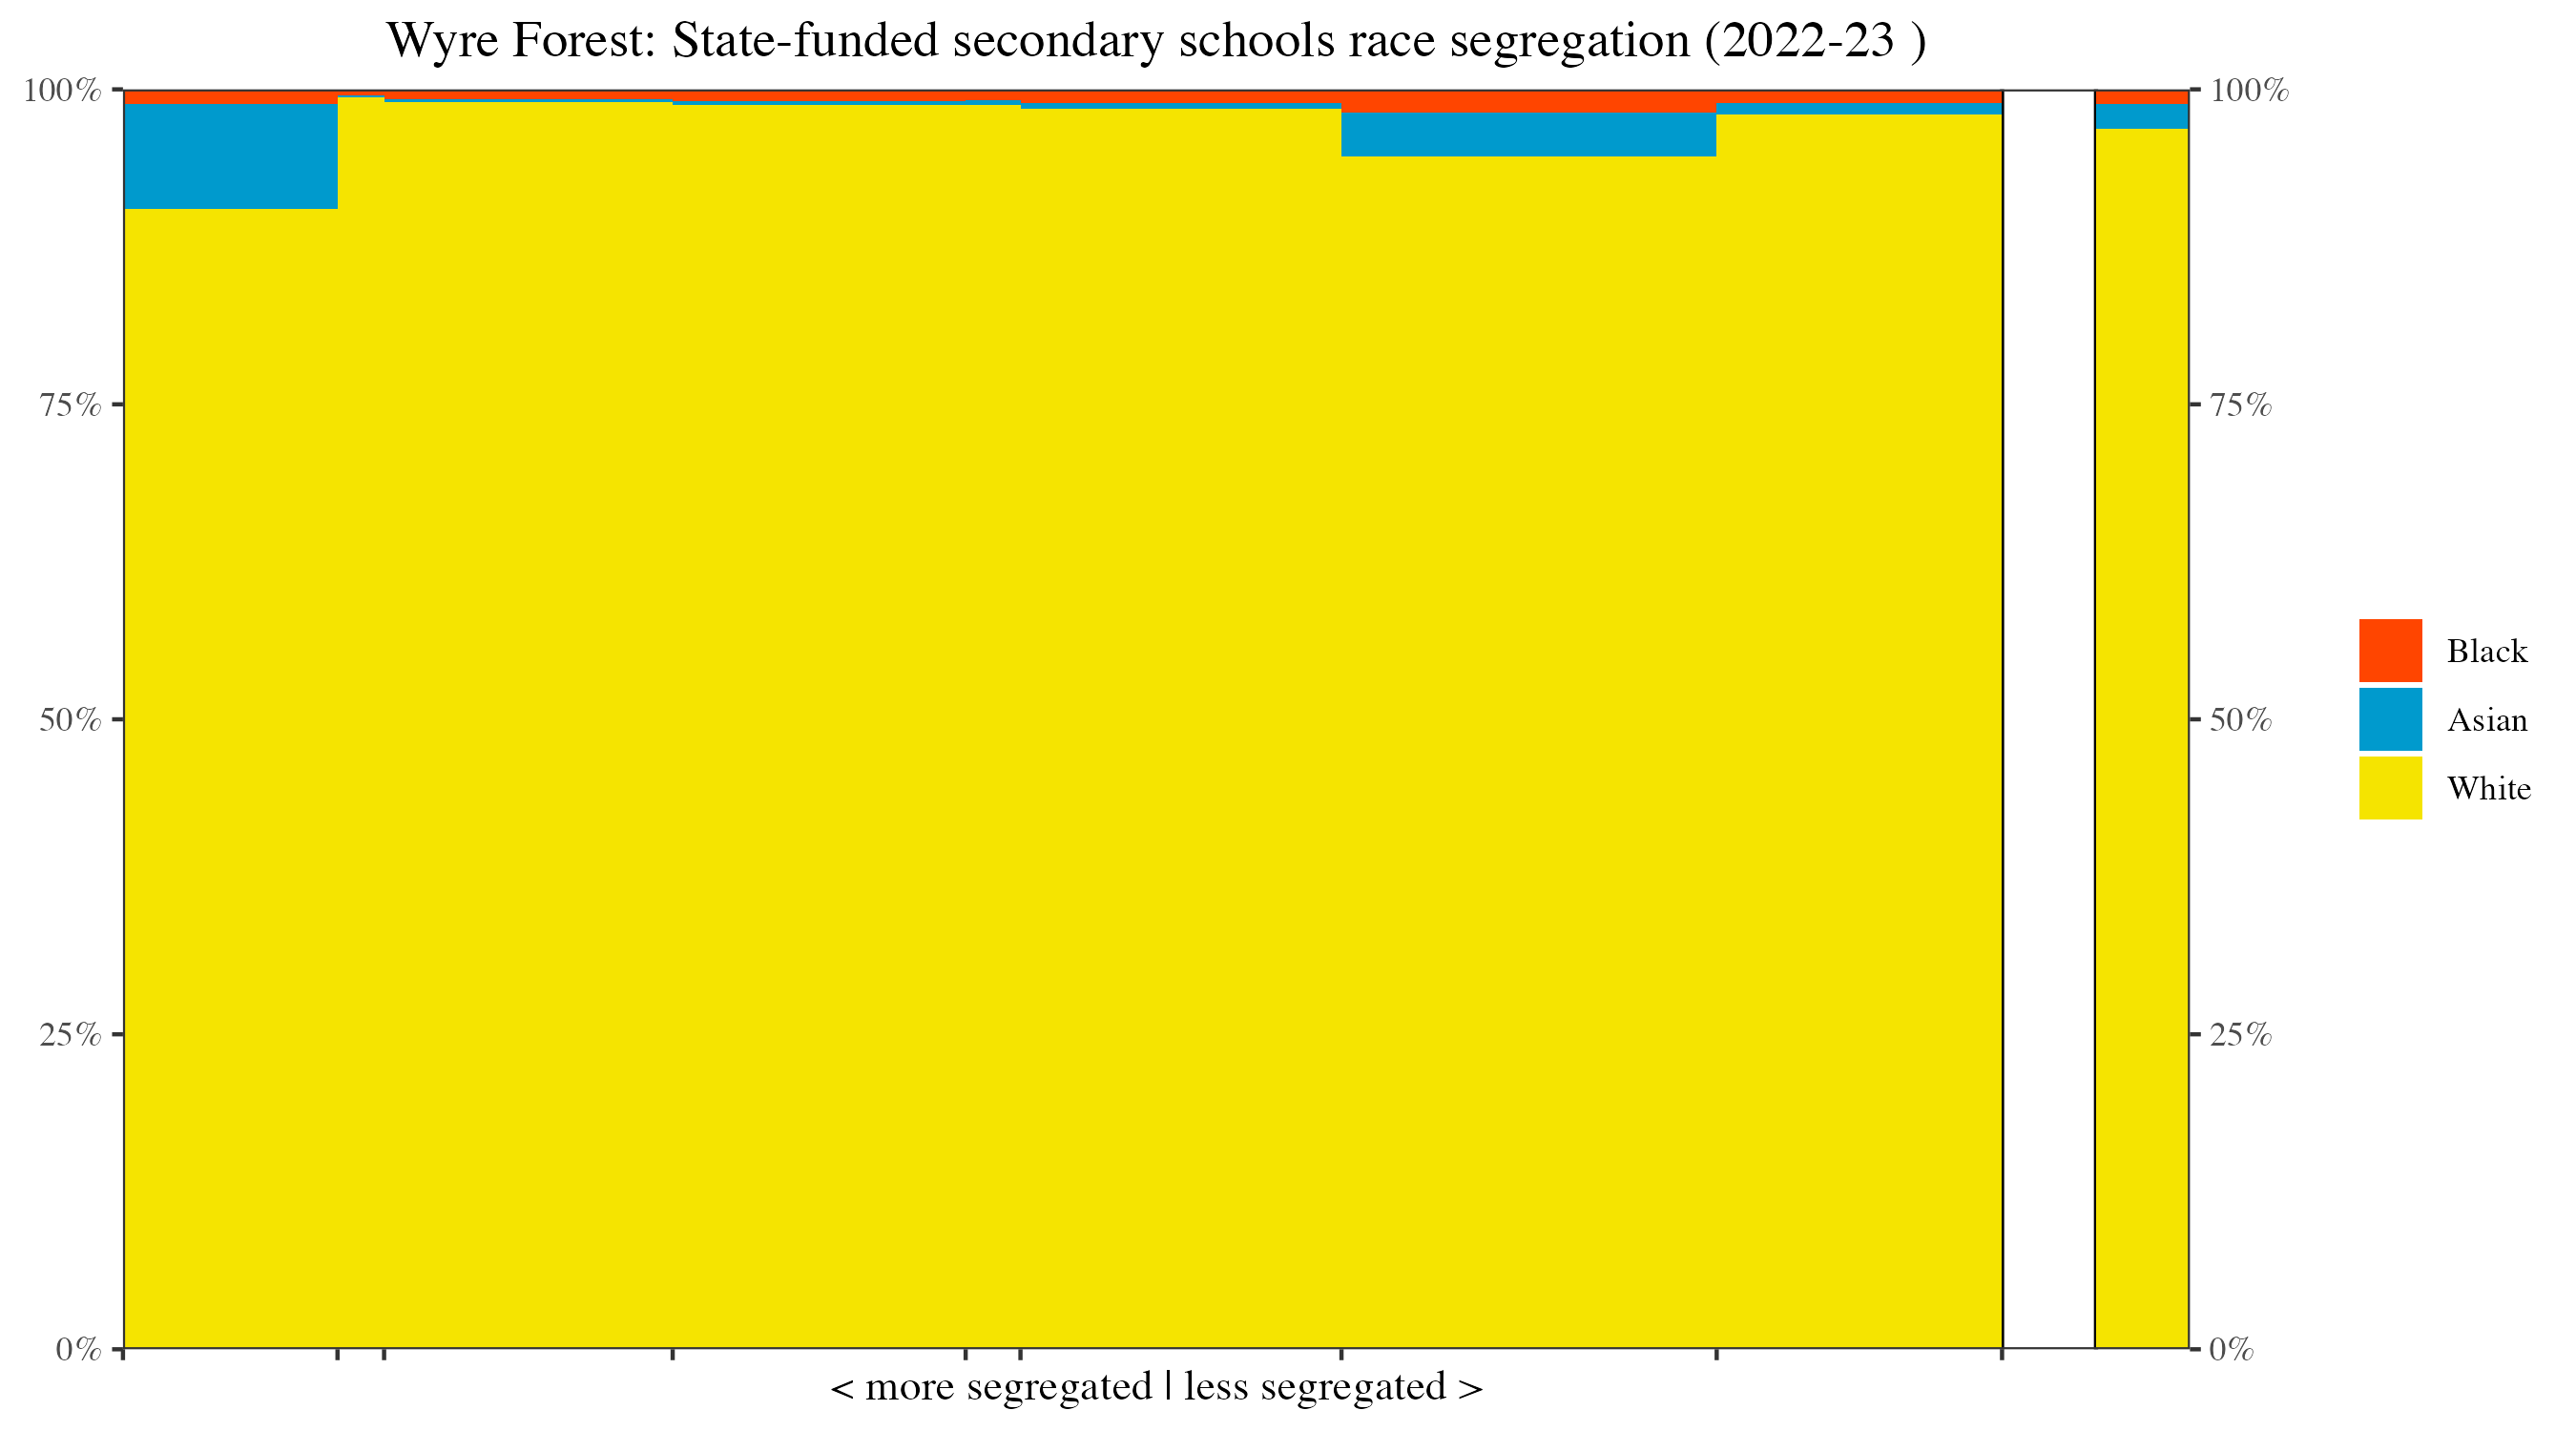 Wyre Forest: State-funded secondary schools race segregation (2022-23 )
100%
75%
50%
25%
0%
100%
75%
50%
25%
0%
Black
Asian
White
< more segregated | less segregated >